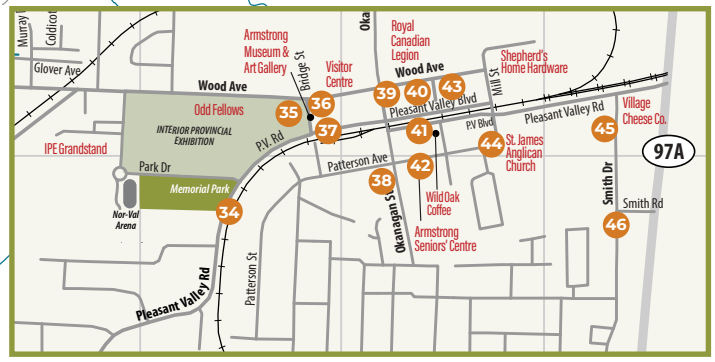 Murray
Coldicot
Glover Ave
Wood Ave
Armstrong
Museum &
Art Gallery
Bridge St
Visitor
Centre
Oka
Royal
Canadian
Legion
Wood Ave
Mill St
Shepherd's
Home Hardware
Odd Fellows
35
36
39
40
43
Pleasant Valley Blvd
Pleasant Valley Rd
Village
Cheese Co.
INTERIOR PROVINCIAL
EXHIBITION
P.V. Rd
37
41
P.V Blvd
44
45
IPE Grandstand
97A
St. James
Anglican
Church
Park Dr
Patterson Ave
42
38
Memorial Park
34
Nor-Val
Arena
Wild Oak
Coffee
Okanagan St
Armstrong
Seniors' Centre
Smith Dr
Smith Rd
46
Patterson St
Pleasant Valley Rd